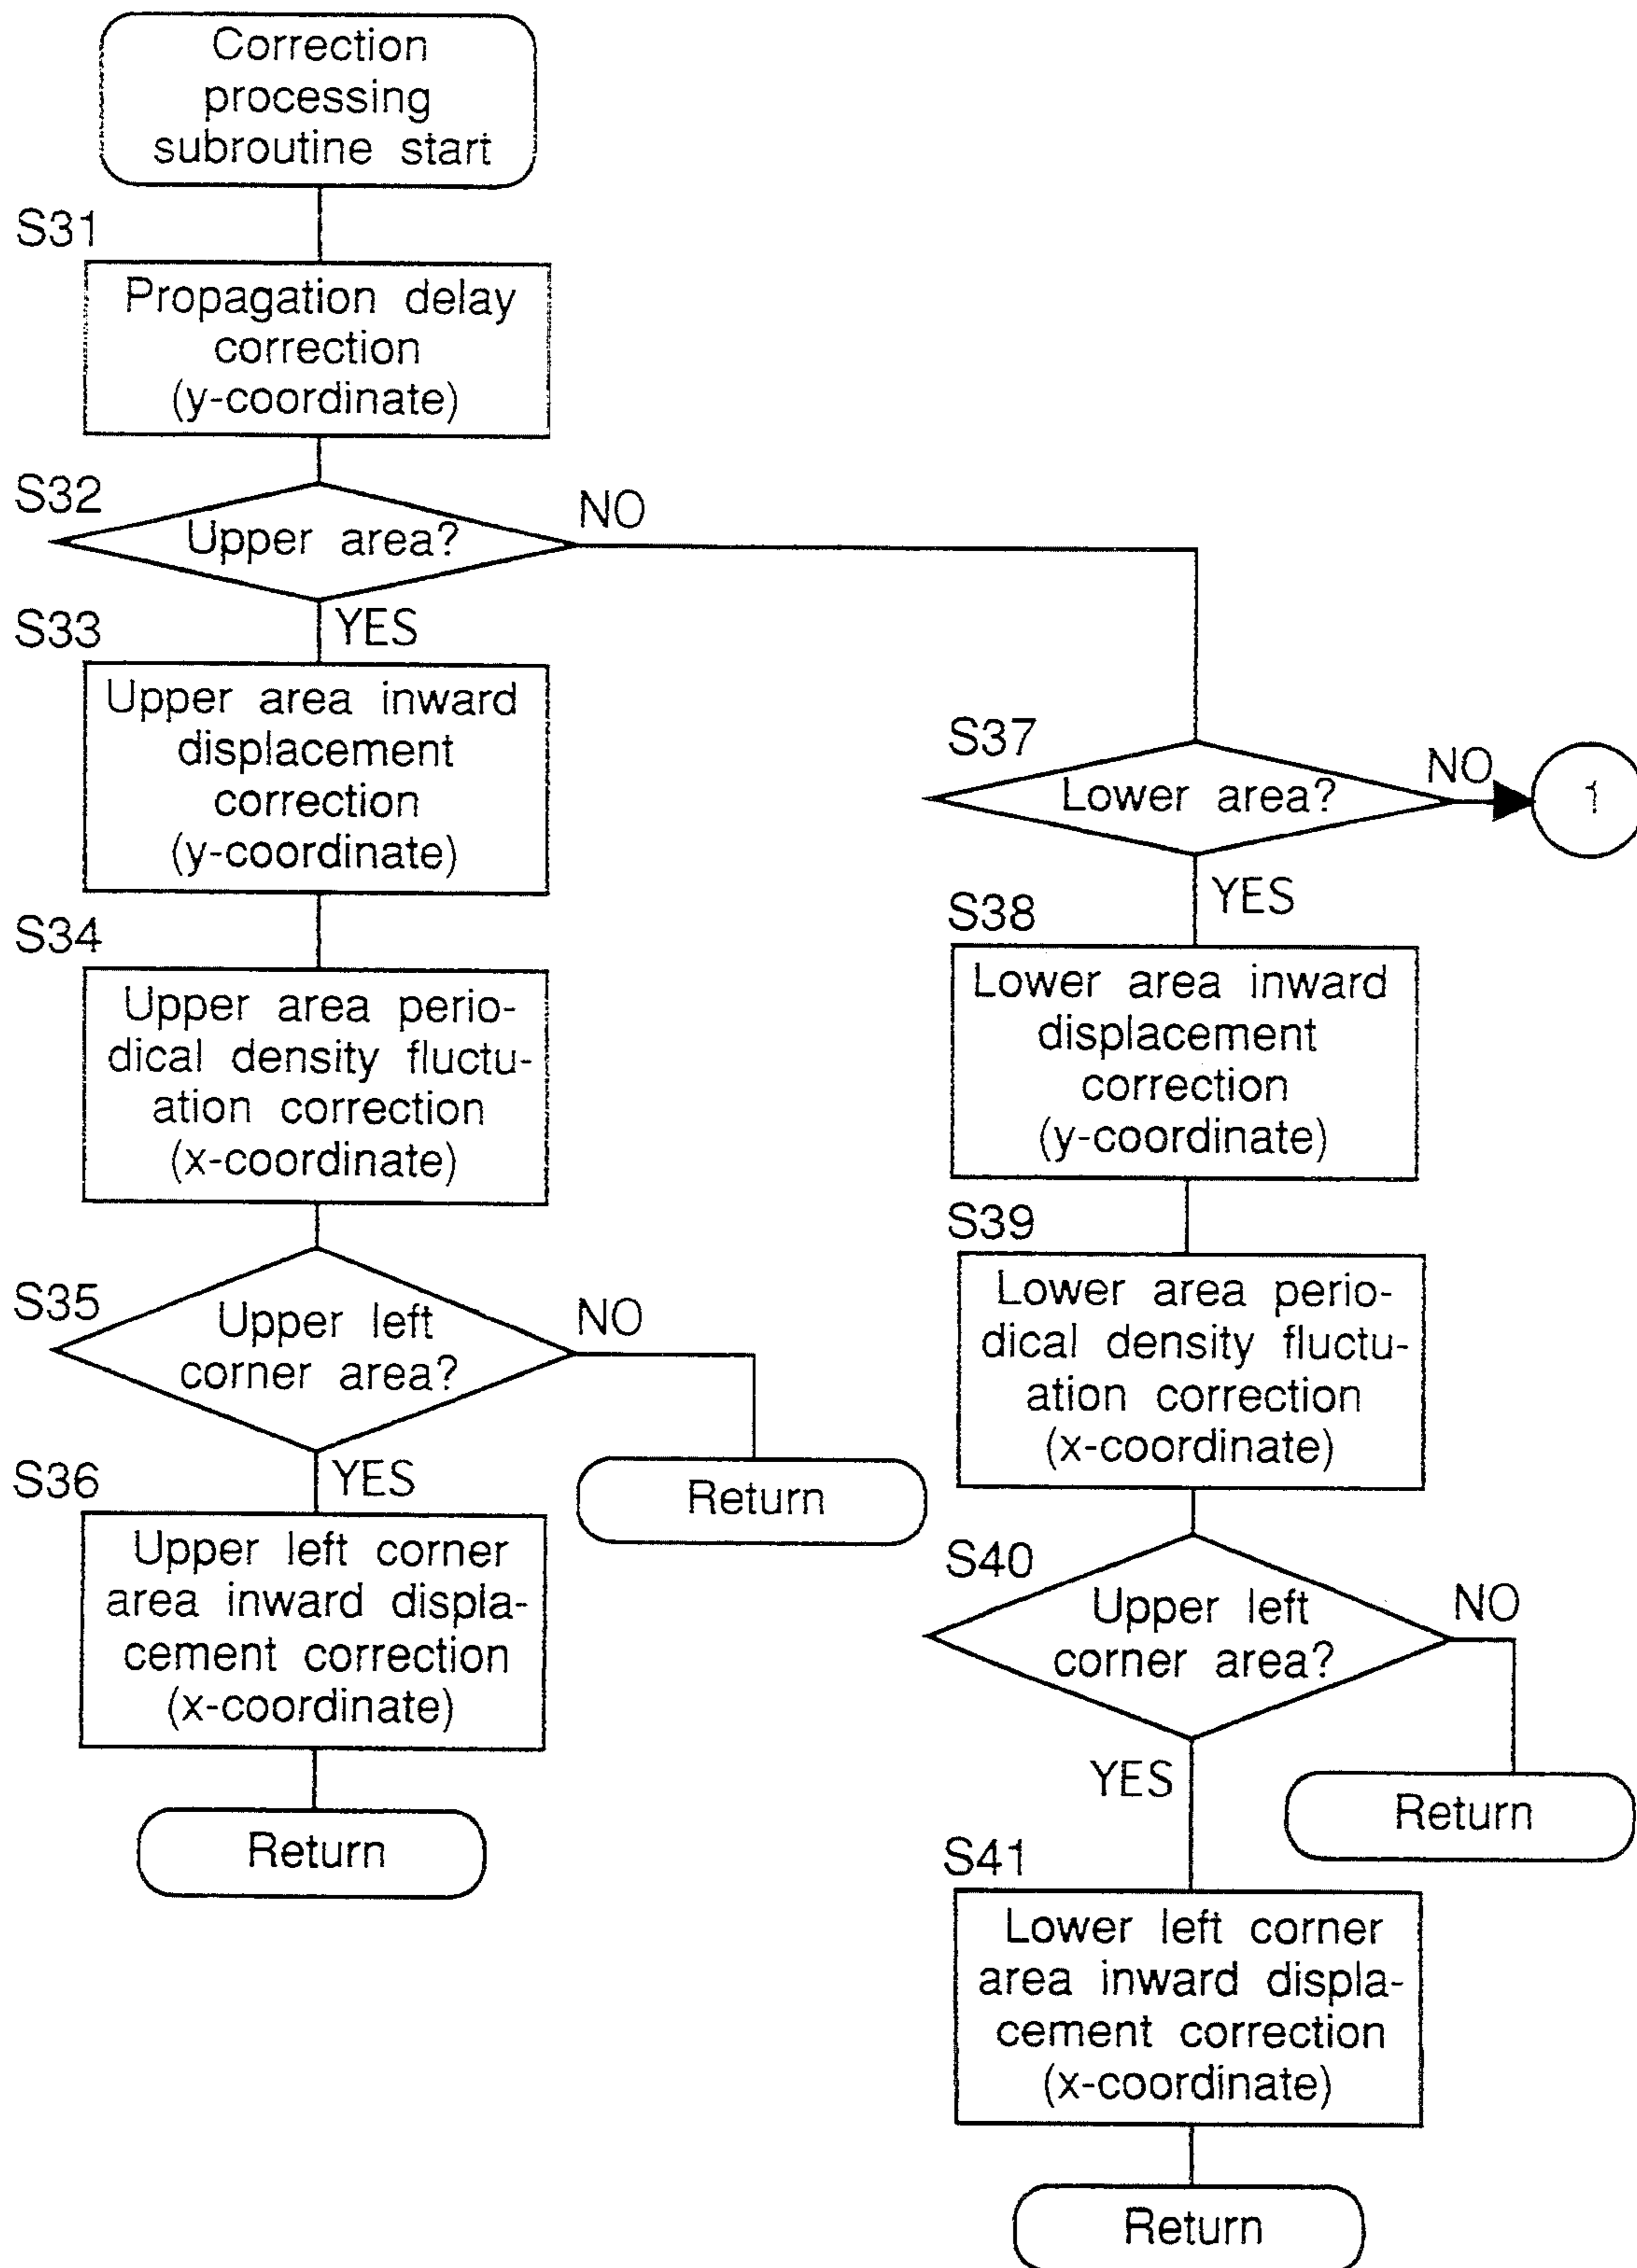 Correction
processing
subroutine start
S31
Propagation delay
correction
(y-coordinate)
S32
Upper area?
NO
YES
S33
Upper area inward
displacement
correction
(y-coordinate)
S34
Upper area perio-
dical density fluctu-
ation correction
(x-coordinate)
S35
Upper left
corner area?
NO
Return
YES
S36
Upper left corner
area inward displa-
cement correction
(x-coordinate)
Return
S37
Lower area?
NO
1
YES
S38
Lower area inward
displacement
correction
(y-coordinate)
S39
Lower area perio-
dical density fluctu-
ation correction
(x-coordinate)
S40
Upper left
corner area?
NO
Return
YES
S41
Lower left corner
area inward displa-
cement correction
(x-coordinate)
Return